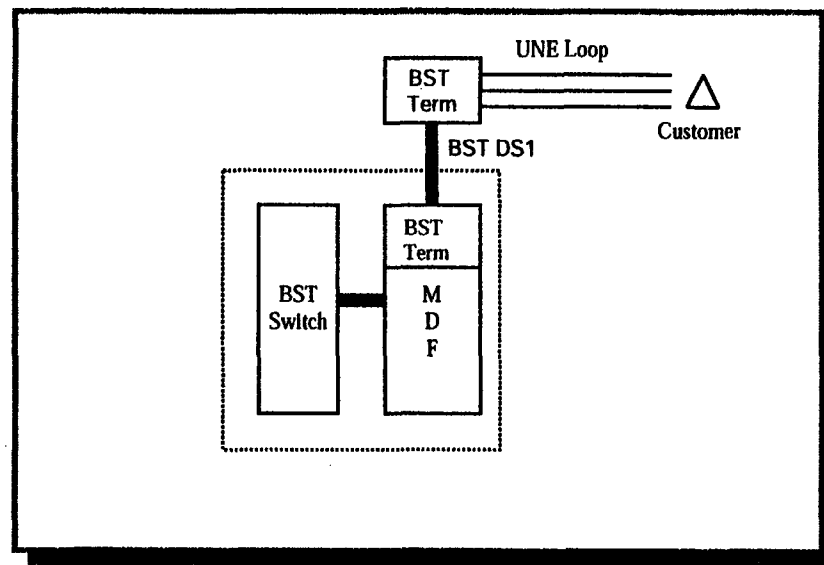 UNE Loop
BST
Term
Customer
BST DS1
BST
Term
BST
Switch
M
D
F